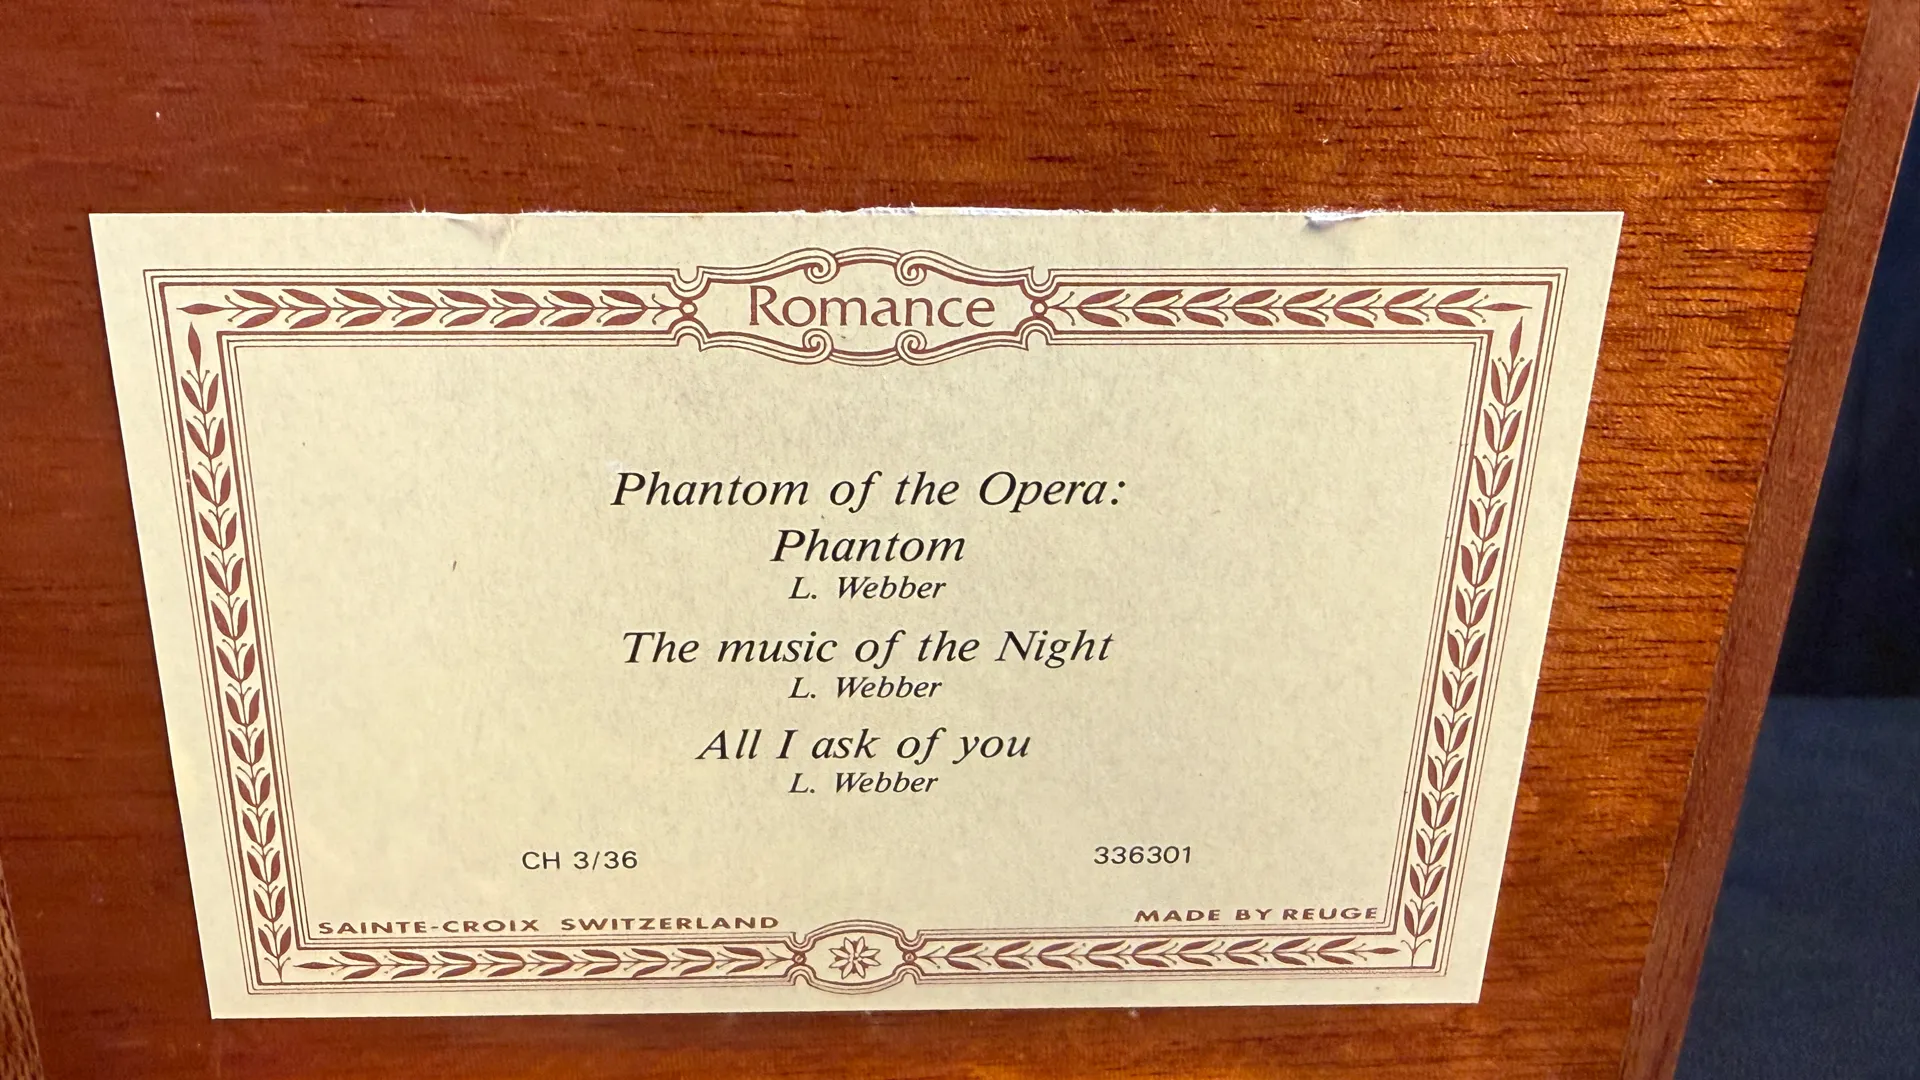 Romance
Phantom of the Opera:
Phantom
L. Webber
The music of the Night
L. Webber
All I ask of you
L. Webber
CH 3/36 336301
SAINTE-CROIX SWITZERLAND MADE BY REUGE